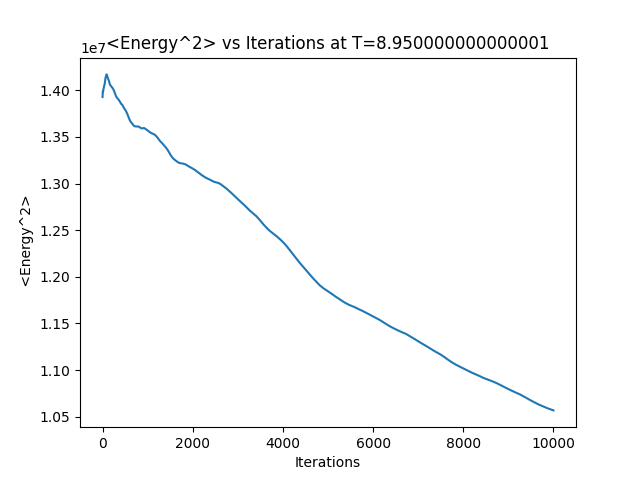 <Energy^2> vs Iterations at T=8.950000000000001
1e7
1.40
1.35
1.30
1.25
1.20
1.15
1.10
1.05
<Energy^2>
0 2000 4000 6000 8000 10000
Iterations